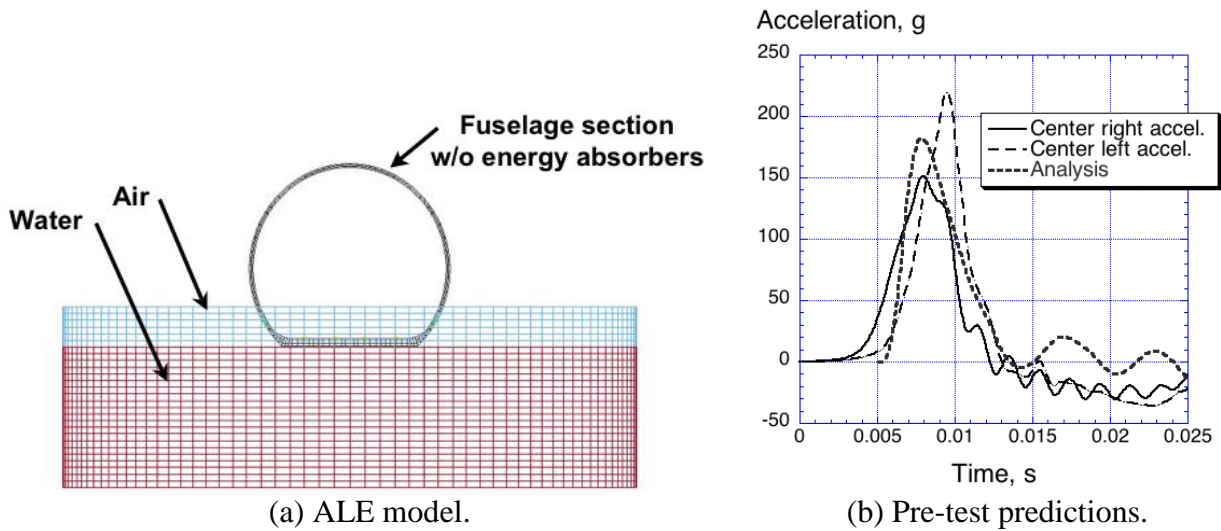 Fuselage section
w/o energy absorbers
Air
Water
(a) ALE model.
Acceleration, g
250
200
150
100
50
0
-50
0
0.005
0.01
0.015
0.02
0.025
Center right accel.
Center left accel.
Analysis
Time, s
(b) Pre-test predictions.